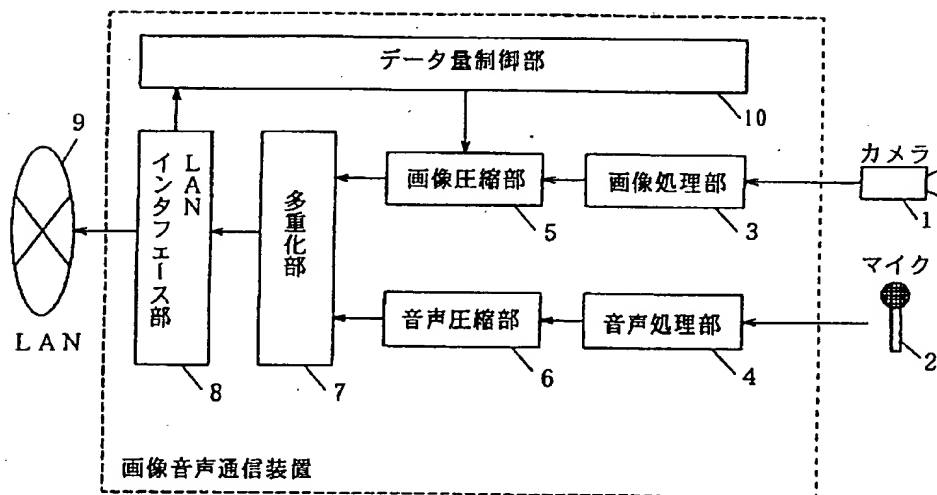 データ量制御部
10
9
LAN
LAN
インタフェース部
8
多重化部
7
画像圧縮部
5
画像処理部
3
カメラ
1
音声圧縮部
6
音声処理部
4
マイク
2
画像音声通信装置